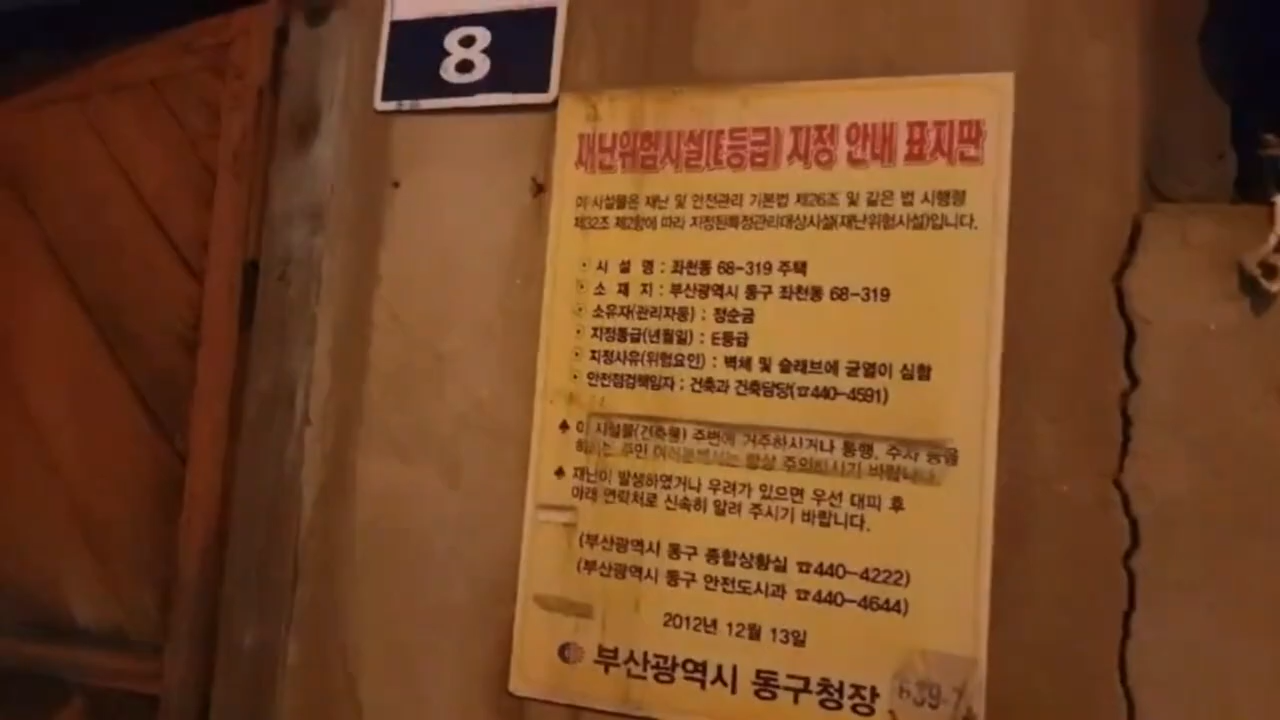 8
재난위험시설(E등급) 지정 안내 표지판
이 시설물은 재난 및 안전관리 기본법 제26조 및 같은 법 시행령
제32조 제2항에 따라 지정된특정관리대상시설(재난위험시설)입니다.
시 설 명 : 좌천동 68-319 주택
소 재 지 : 부산광역시 동구 좌천동 68-319
소유자(관리자등) : 정순금
지정등급(년월일) : E등급
지정사유(위험요인) : 벽체 및 슬래브에 균열이 심함
안전점검책임자 : 건축과 건축담당(☎440-4591)
♠ 이 시설물(건축물) 주변에 거주하시거나 통행, 주차 등을
하시는 주민 여러분께서는 항상 주의하시기 바랍니다.
♠ 재난이 발생하였거나 우려가 있으면 우선 대피 후
아래 연락처로 신속히 알려 주시기 바랍니다.
(부산광역시 동구 종합상황실 ☎440-4222)
(부산광역시 동구 안전도시과 ☎440-4644)
2012년 12월 13일
부산광역시 동구청장